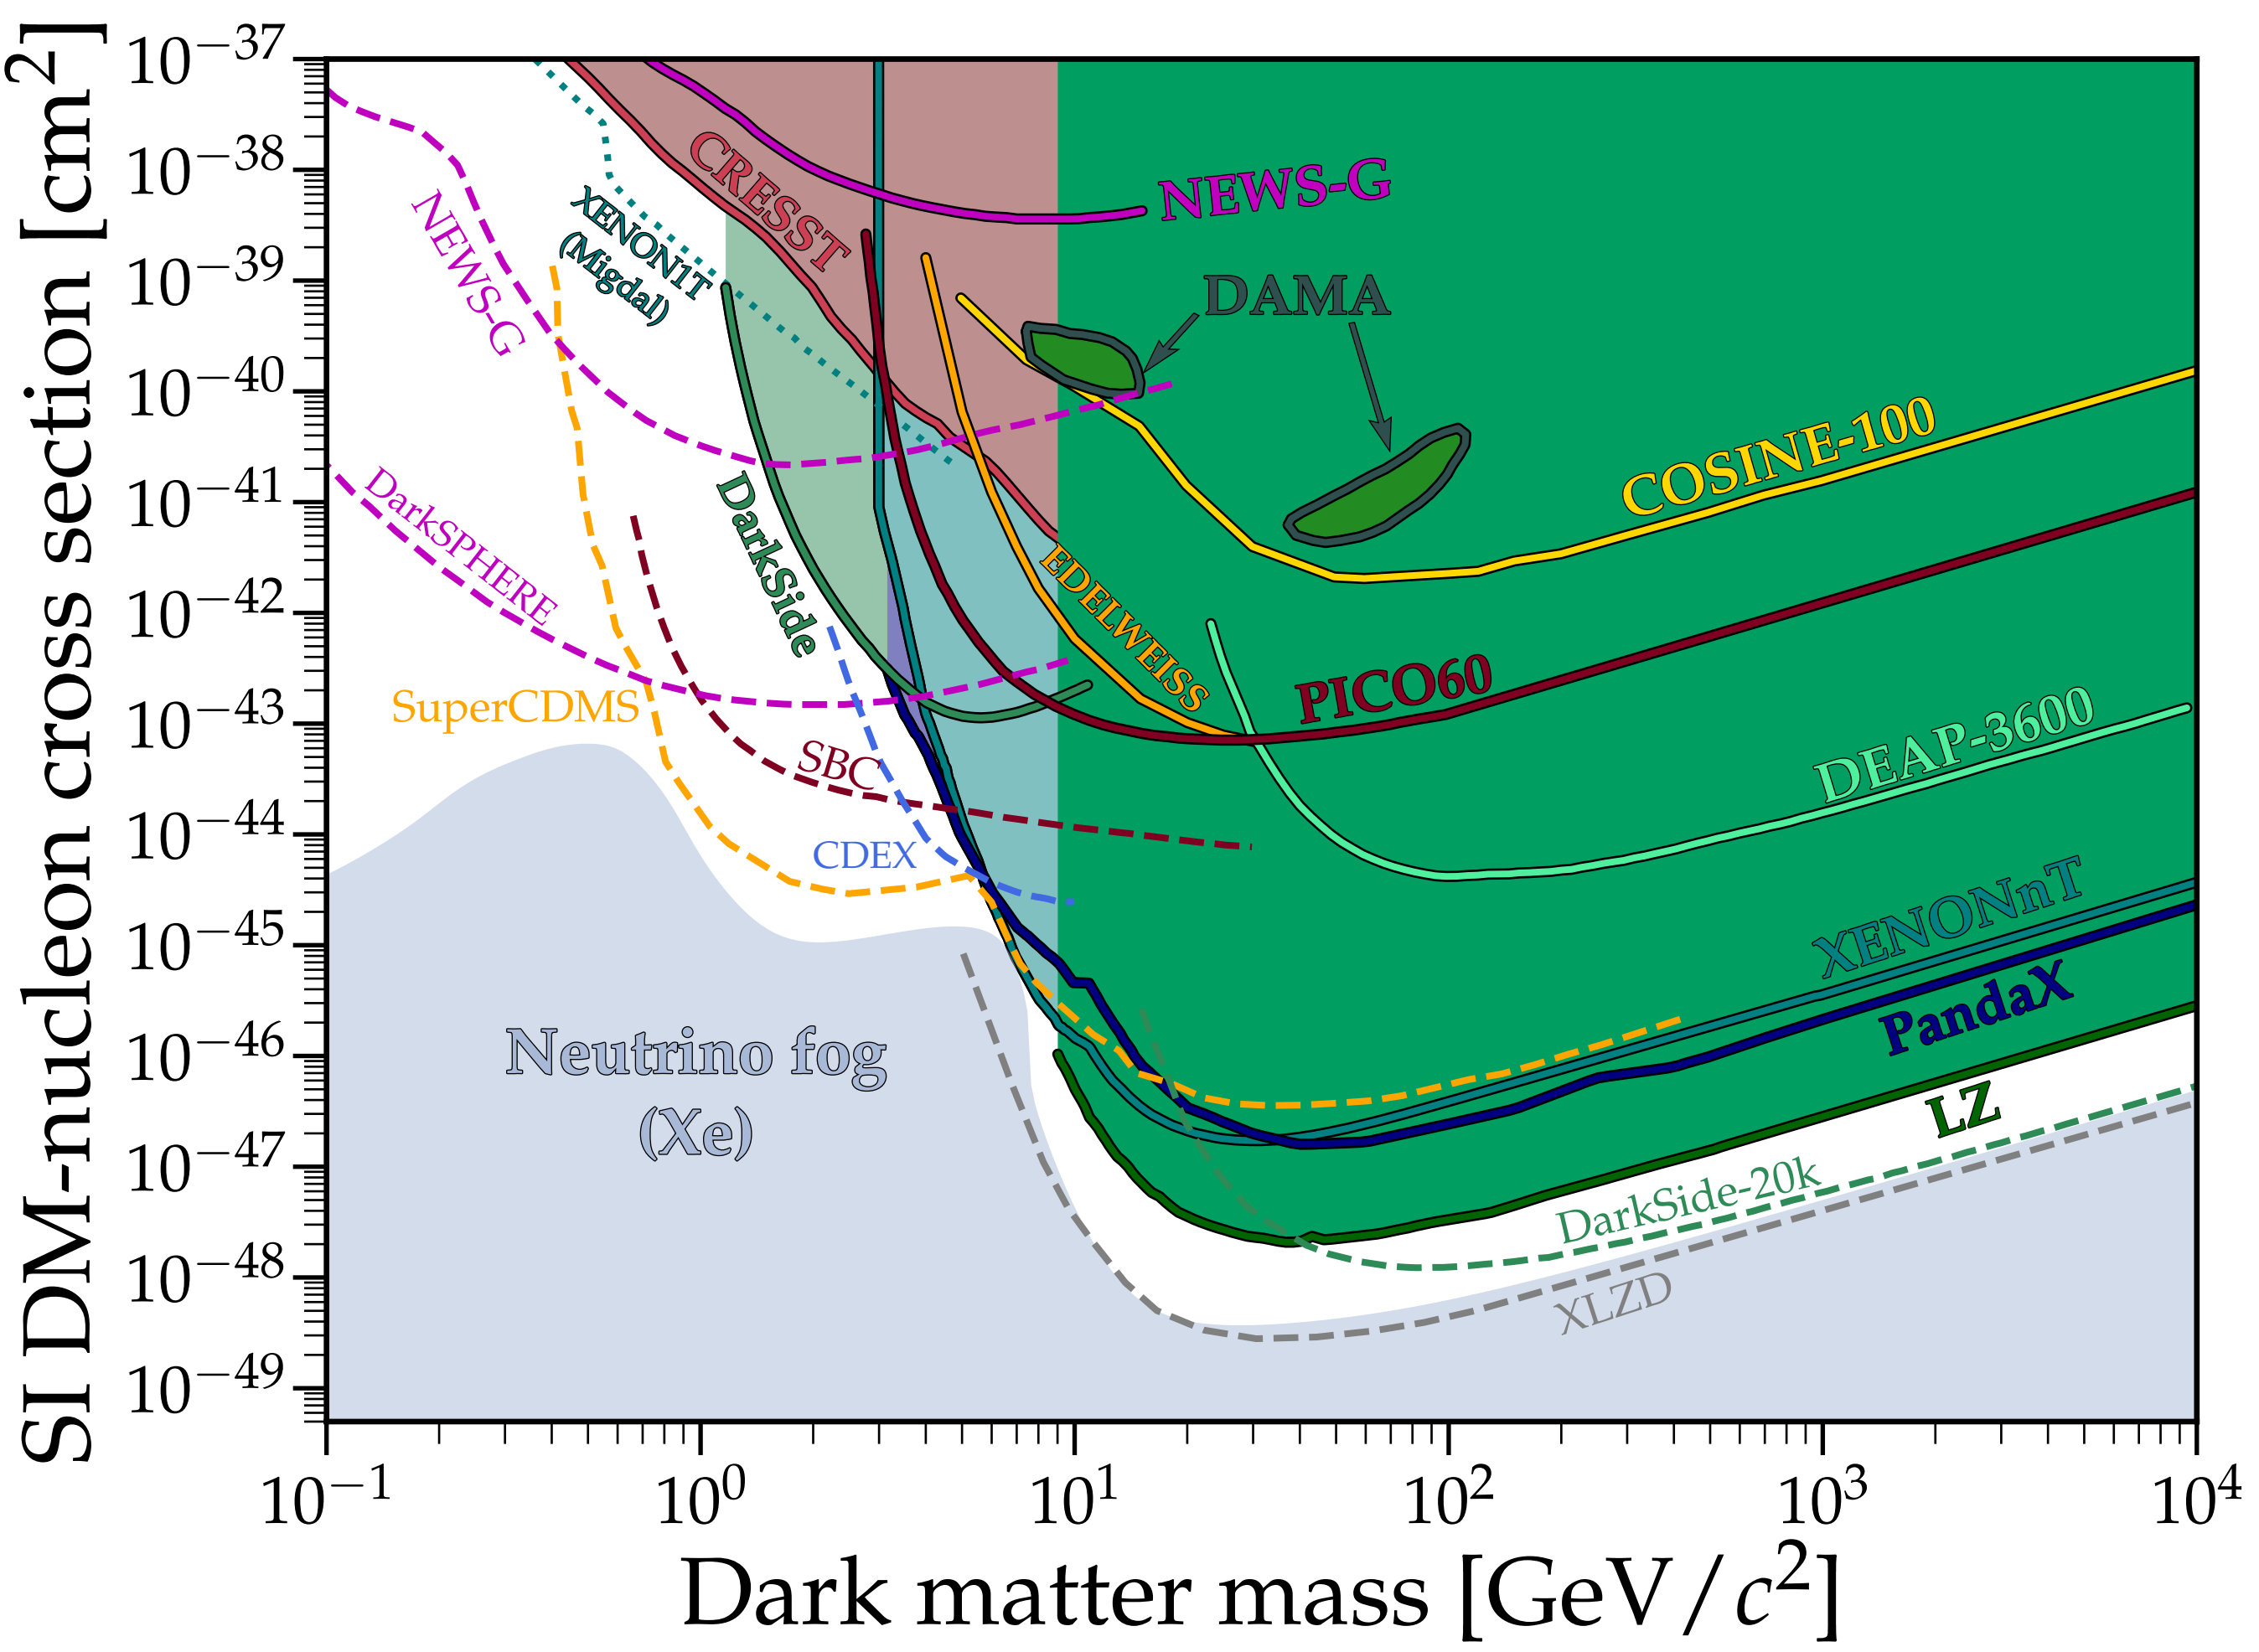 SI DM-nucleon cross section [cm²]
10⁻³⁷
10⁻³⁸
10⁻³⁹
10⁻⁴⁰
10⁻⁴¹
10⁻⁴²
10⁻⁴³
10⁻⁴⁴
10⁻⁴⁵
10⁻⁴⁶
10⁻⁴⁷
10⁻⁴⁸
10⁻⁴⁹
CRESST
NEWS-G
XENON1T
(Migdal)
NEWS-G
DAMA
COSINE-100
DarkSPHERE
DarkSide
EDELWEISS
SuperCDMS
PICO60
SBC
DEAP-3600
CDEX
XENONnT
PandaX
Neutrino fog
(Xe)
LZ
DarkSide-20k
XLZD
10⁻¹
10⁰
10¹
10²
10³
10⁴
Dark matter mass [GeV/c²]